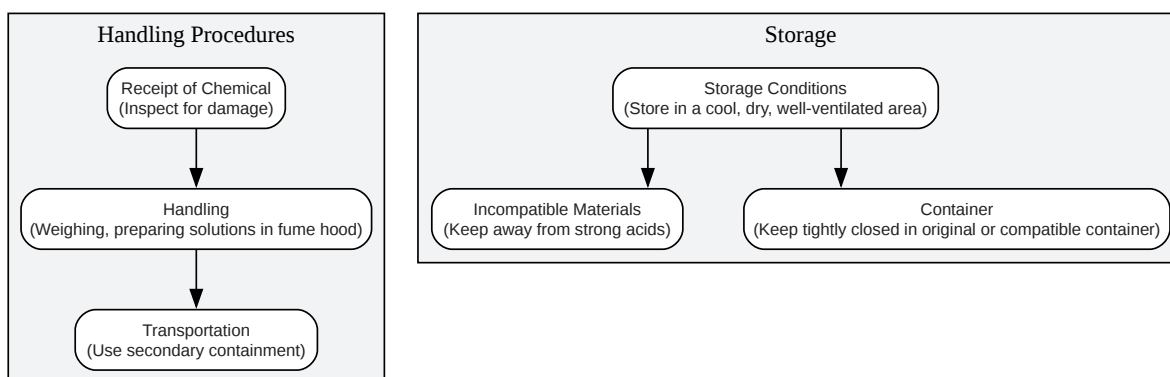 Handling Procedures
Receipt of Chemical
(Inspect for damage)
Handling
(Weighing, preparing solutions in fume hood)
Transportation
(Use secondary containment)
Storage
Storage Conditions
(Store in a cool, dry, well-ventilated area)
Incompatible Materials
(Keep away from strong acids)
Container
(Keep tightly closed in original or compatible container)